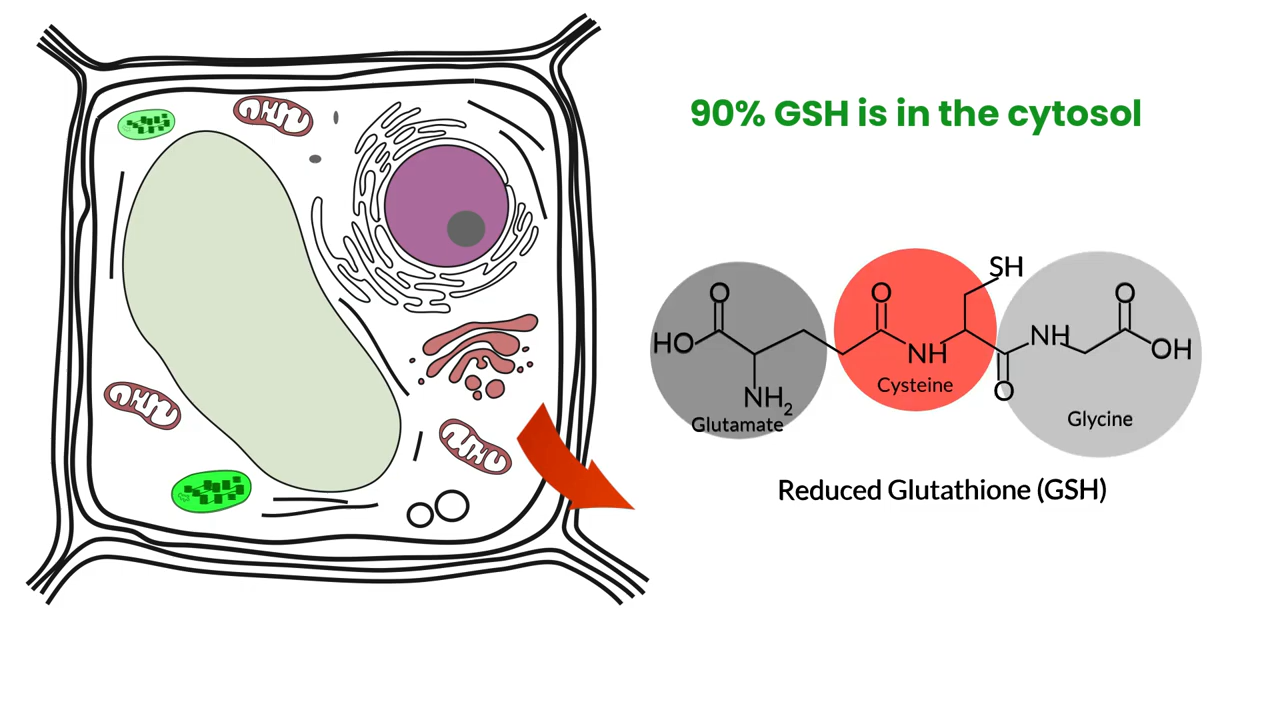 90% GSH is in the cytosol
SH
O
O
O
HO
NH
NH
OH
Cysteine
O
NH2
Glutamate
Glycine
Reduced Glutathione (GSH)